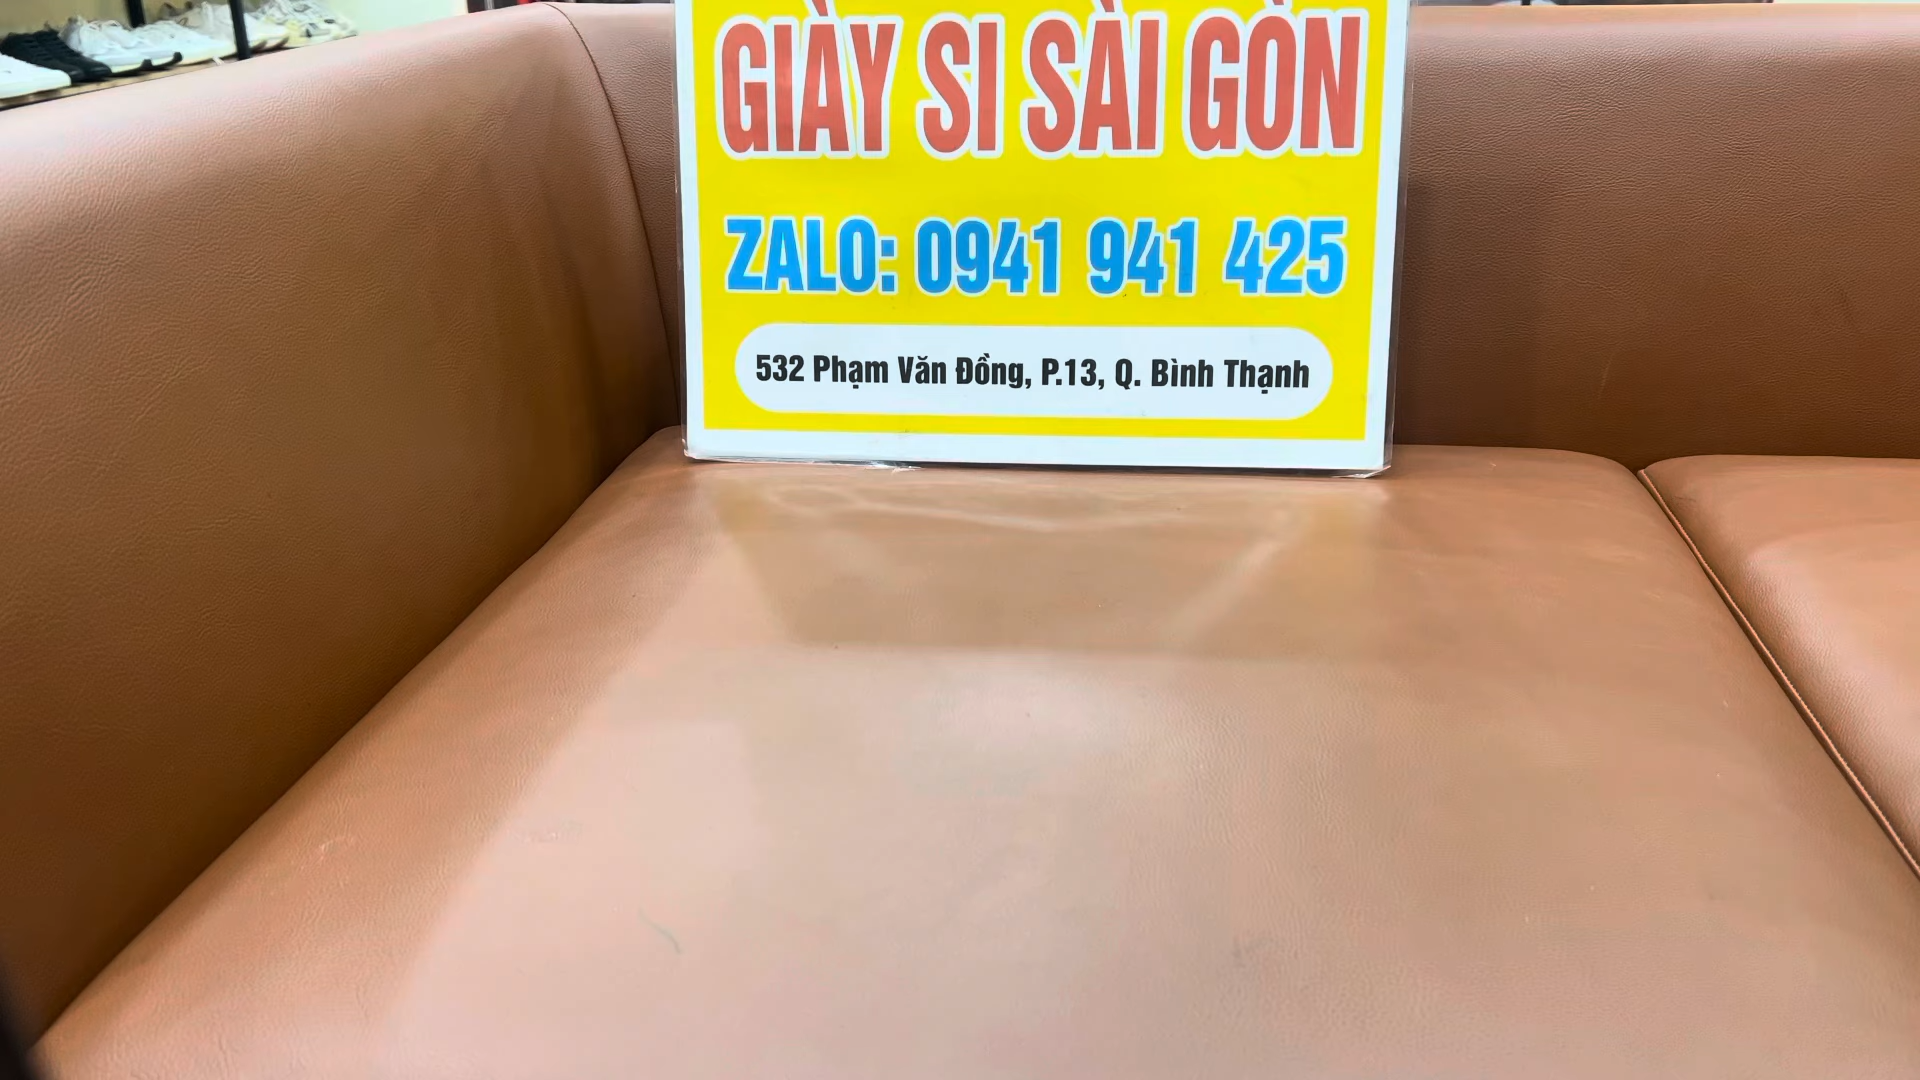 GIÀY SI SÀI GÒN
ZALO: 0941 941 425
532 Phạm Văn Đồng, P.13, Q. Bình Thạnh